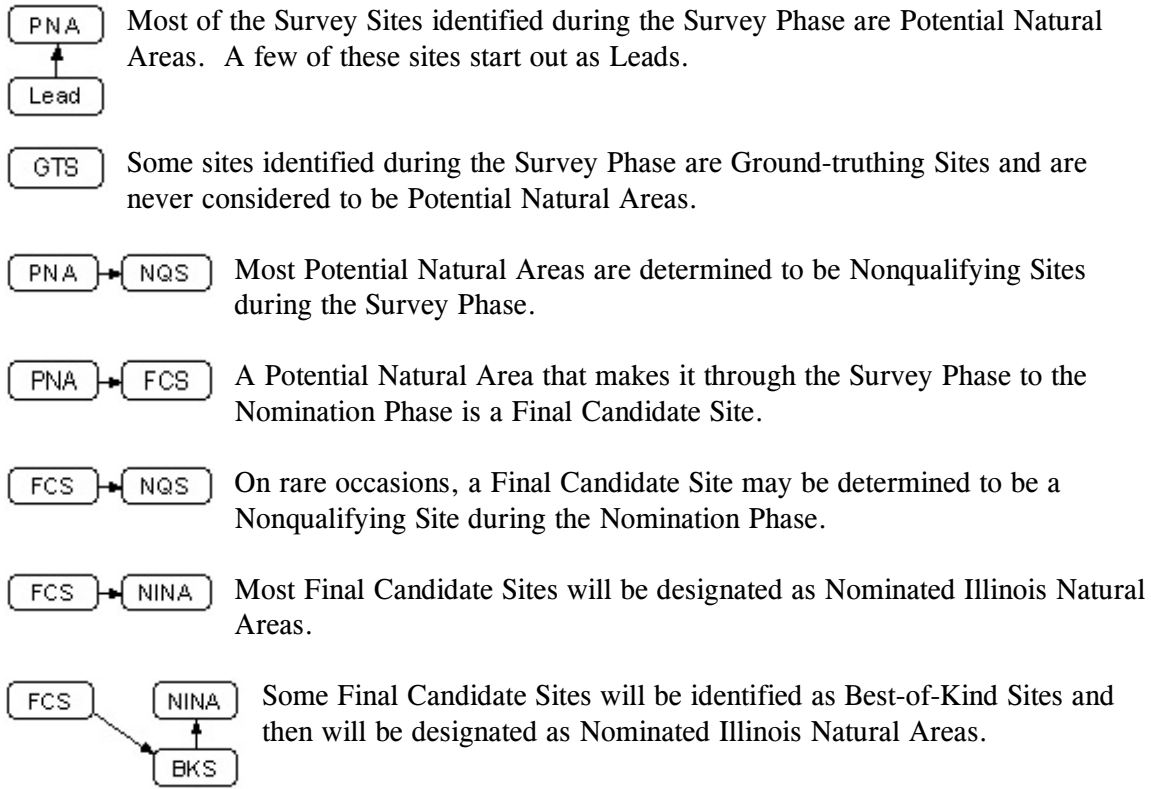 PNA
Most of the Survey Sites identified during the Survey Phase are Potential Natural
Areas. A few of these sites start out as Leads.
Lead
GTS
Some sites identified during the Survey Phase are Ground-truthing Sites and are
never considered to be Potential Natural Areas.
PNA
NQS
Most Potential Natural Areas are determined to be Nonqualifying Sites
during the Survey Phase.
PNA
FCS
A Potential Natural Area that makes it through the Survey Phase to the
Nomination Phase is a Final Candidate Site.
FCS
NQS
On rare occasions, a Final Candidate Site may be determined to be a
Nonqualifying Site during the Nomination Phase.
FCS
NINA
Most Final Candidate Sites will be designated as Nominated Illinois Natural
Areas.
FCS
NINA
Some Final Candidate Sites will be identified as Best-of-Kind Sites and
then will be designated as Nominated Illinois Natural Areas.
BKS